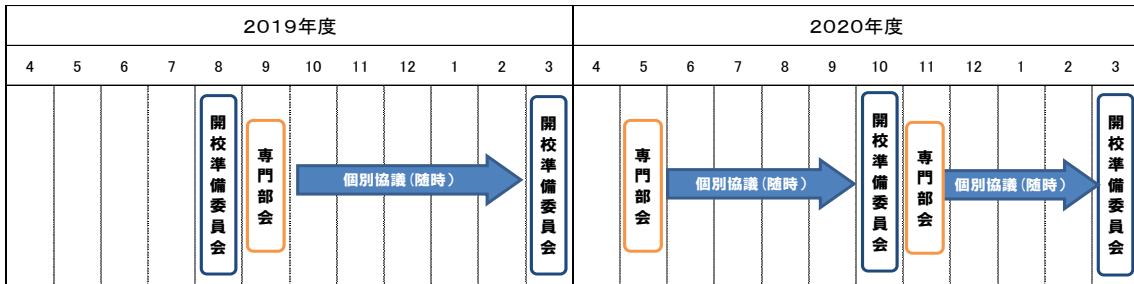 2019年度
2020年度
4 5 6 7 8 9 10 11 12 1 2 3 4 5 6 7 8 9 10 11 12 1 2 3
開校準備委員会
専門部会
個別協議(随時)
開校準備委員会
専門部会
個別協議(随時)
開校準備委員会
専門部会
個別協議(随時)
開校準備委員会